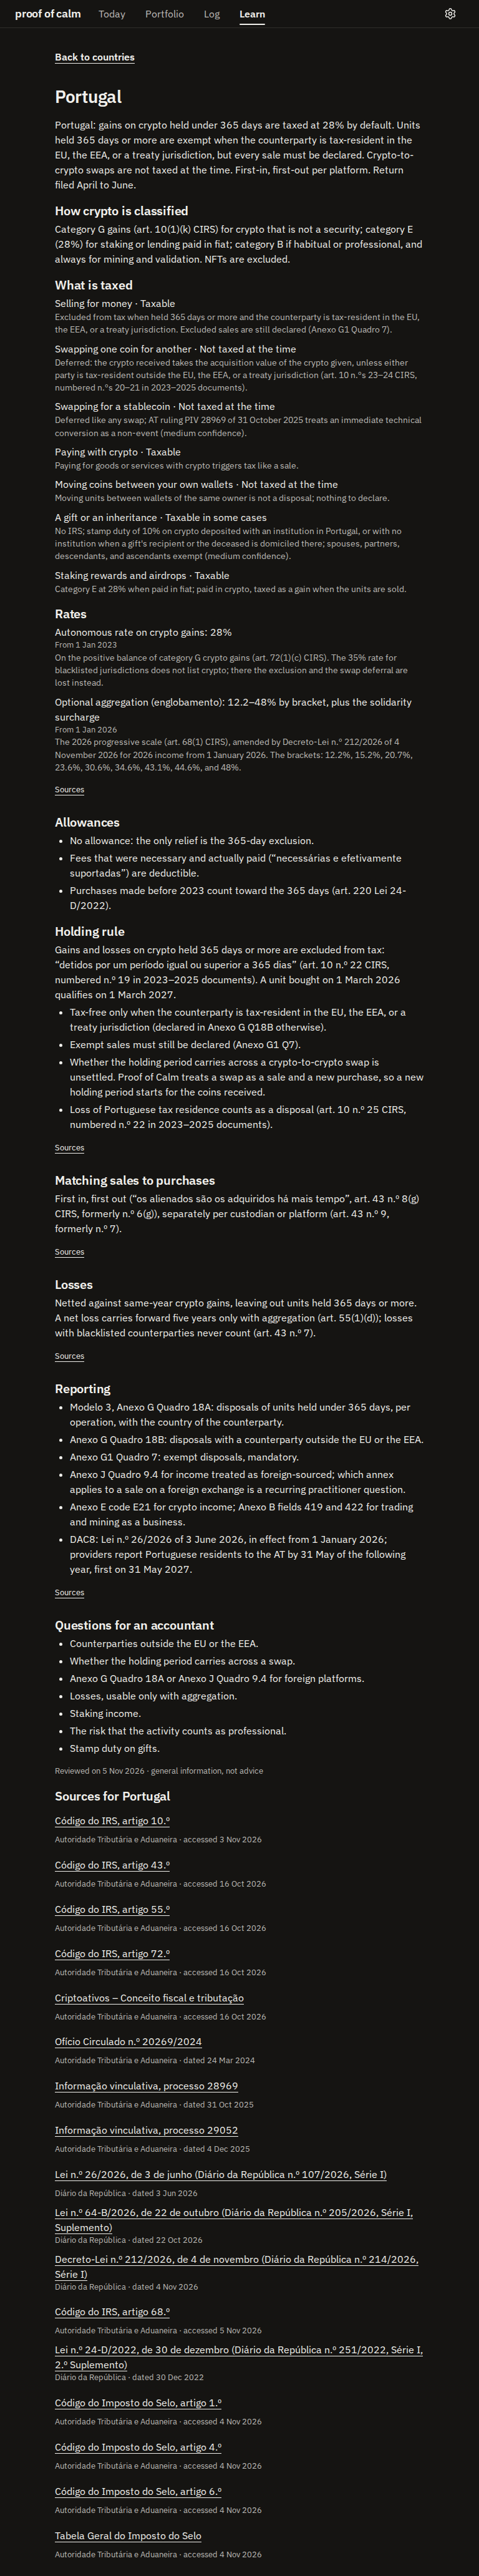 proof of calm Today Portfolio Log Learn
Back to countries
Portugal
Portugal: gains on crypto held under 365 days are taxed at 28% by default. Units
held 365 days or more are exempt when the counterparty is tax-resident in the
EU, the EEA, or a treaty jurisdiction, but every sale must be declared. Crypto-to-
crypto swaps are not taxed at the time. First-in, first-out per platform. Return
filed April to June.
How crypto is classified
Category G gains (art. 10(1)(k) CIRS) for crypto that is not a security; category E
(28%) for staking or lending paid in fiat; category B if habitual or professional, and
always for mining and validation. NFTs are excluded.
What is taxed
Selling for money · Taxable
Excluded from tax when held 365 days or more and the counterparty is tax-resident in the EU,
the EEA, or a treaty jurisdiction. Excluded sales are still declared (Anexo G1 Quadro 7).
Swapping one coin for another · Not taxed at the time
Deferred: the crypto received takes the acquisition value of the crypto given, unless either
party is tax-resident outside the EU, the EEA, or a treaty jurisdiction (art. 10 n.ºs 23–24 CIRS,
numbered n.ºs 20–21 in 2023–2025 documents).
Swapping for a stablecoin · Not taxed at the time
Deferred like any swap; AT ruling PIV 28969 of 31 October 2025 treats an immediate technical
conversion as a non-event (medium confidence).
Paying with crypto · Taxable
Paying for goods or services with crypto triggers tax like a sale.
Moving coins between your own wallets · Not taxed at the time
Moving units between wallets of the same owner is not a disposal; nothing to declare.
A gift or an inheritance · Taxable in some cases
No IRS; stamp duty of 10% on crypto deposited with an institution in Portugal, or with no
institution when a gift's recipient or the deceased is domiciled there; spouses, partners,
descendants, and ascendants exempt (medium confidence).
Staking rewards and airdrops · Taxable
Category E at 28% when paid in fiat; paid in crypto, taxed as a gain when the units are sold.
Rates
Autonomous rate on crypto gains: 28%
From 1 Jan 2023
On the positive balance of category G crypto gains (art. 72(1)(c) CIRS). The 35% rate for
blacklisted jurisdictions does not list crypto; there the exclusion and the swap deferral are
lost instead.
Optional aggregation (englobamento): 12.2–48% by bracket, plus the solidarity
surcharge
From 1 Jan 2026
The 2026 progressive scale (art. 68(1) CIRS), amended by Decreto-Lei n.º 212/2026 of 4
November 2026 for 2026 income from 1 January 2026. The brackets: 12.2%, 15.2%, 20.7%,
23.6%, 30.6%, 34.6%, 43.1%, 44.6%, and 48%.
Sources
Allowances
• No allowance: the only relief is the 365-day exclusion.
• Fees that were necessary and actually paid (“necessárias e efetivamente
suportadas”) are deductible.
• Purchases made before 2023 count toward the 365 days (art. 220 Lei 24-
D/2022).
Holding rule
Gains and losses on crypto held 365 days or more are excluded from tax:
“detidos por um período igual ou superior a 365 dias” (art. 10 n.º 22 CIRS,
numbered n.º 19 in 2023–2025 documents). A unit bought on 1 March 2026
qualifies on 1 March 2027.
• Tax-free only when the counterparty is tax-resident in the EU, the EEA, or a
treaty jurisdiction (declared in Anexo G Q18B otherwise).
• Exempt sales must still be declared (Anexo G1 Q7).
• Whether the holding period carries across a crypto-to-crypto swap is
unsettled. Proof of Calm treats a swap as a sale and a new purchase, so a new
holding period starts for the coins received.
• Loss of Portuguese tax residence counts as a disposal (art. 10 n.º 25 CIRS,
numbered n.º 22 in 2023–2025 documents).
Sources
Matching sales to purchases
First in, first out (“os alienados são os adquiridos há mais tempo”, art. 43 n.º 8(g)
CIRS, formerly n.º 6(g)), separately per custodian or platform (art. 43 n.º 9,
formerly n.º 7).
Sources
Losses
Netted against same-year crypto gains, leaving out units held 365 days or more.
A net loss carries forward five years only with aggregation (art. 55(1)(d)); losses
with blacklisted counterparties never count (art. 43 n.º 7).
Sources
Reporting
• Modelo 3, Anexo G Quadro 18A: disposals of units held under 365 days, per
operation, with the country of the counterparty.
• Anexo G Quadro 18B: disposals with a counterparty outside the EU or the EEA.
• Anexo G1 Quadro 7: exempt disposals, mandatory.
• Anexo J Quadro 9.4 for income treated as foreign-sourced; which annex
applies to a sale on a foreign exchange is a recurring practitioner question.
• Anexo E code E21 for crypto income; Anexo B fields 419 and 422 for trading
and mining as a business.
• DAC8: Lei n.º 26/2026 of 3 June 2026, in effect from 1 January 2026;
providers report Portuguese residents to the AT by 31 May of the following
year, first on 31 May 2027.
Sources
Questions for an accountant
• Counterparties outside the EU or the EEA.
• Whether the holding period carries across a swap.
• Anexo G Quadro 18A or Anexo J Quadro 9.4 for foreign platforms.
• Losses, usable only with aggregation.
• Staking income.
• The risk that the activity counts as professional.
• Stamp duty on gifts.
Reviewed on 5 Nov 2026 · general information, not advice
Sources for Portugal
Código do IRS, artigo 10.º
Autoridade Tributária e Aduaneira · accessed 3 Nov 2026
Código do IRS, artigo 43.º
Autoridade Tributária e Aduaneira · accessed 16 Oct 2026
Código do IRS, artigo 55.º
Autoridade Tributária e Aduaneira · accessed 16 Oct 2026
Código do IRS, artigo 72.º
Autoridade Tributária e Aduaneira · accessed 16 Oct 2026
Criptoativos – Conceito fiscal e tributação
Autoridade Tributária e Aduaneira · accessed 16 Oct 2026
Ofício Circulado n.º 20269/2024
Autoridade Tributária e Aduaneira · dated 24 Mar 2024
Informação vinculativa, processo 28969
Autoridade Tributária e Aduaneira · dated 31 Oct 2025
Informação vinculativa, processo 29052
Autoridade Tributária e Aduaneira · dated 4 Dec 2025
Lei n.º 26/2026, de 3 de junho (Diário da República n.º 107/2026, Série I)
Diário da República · dated 3 Jun 2026
Lei n.º 64-B/2026, de 22 de outubro (Diário da República n.º 205/2026, Série I,
Suplemento)
Diário da República · dated 22 Oct 2026
Decreto-Lei n.º 212/2026, de 4 de novembro (Diário da República n.º 214/2026,
Série I)
Diário da República · dated 4 Nov 2026
Código do IRS, artigo 68.º
Autoridade Tributária e Aduaneira · accessed 5 Nov 2026
Lei n.º 24-D/2022, de 30 de dezembro (Diário da República n.º 251/2022, Série I,
2.º Suplemento)
Diário da República · dated 30 Dec 2022
Código do Imposto do Selo, artigo 1.º
Autoridade Tributária e Aduaneira · accessed 4 Nov 2026
Código do Imposto do Selo, artigo 4.º
Autoridade Tributária e Aduaneira · accessed 4 Nov 2026
Código do Imposto do Selo, artigo 6.º
Autoridade Tributária e Aduaneira · accessed 4 Nov 2026
Tabela Geral do Imposto do Selo
Autoridade Tributária e Aduaneira · accessed 4 Nov 2026